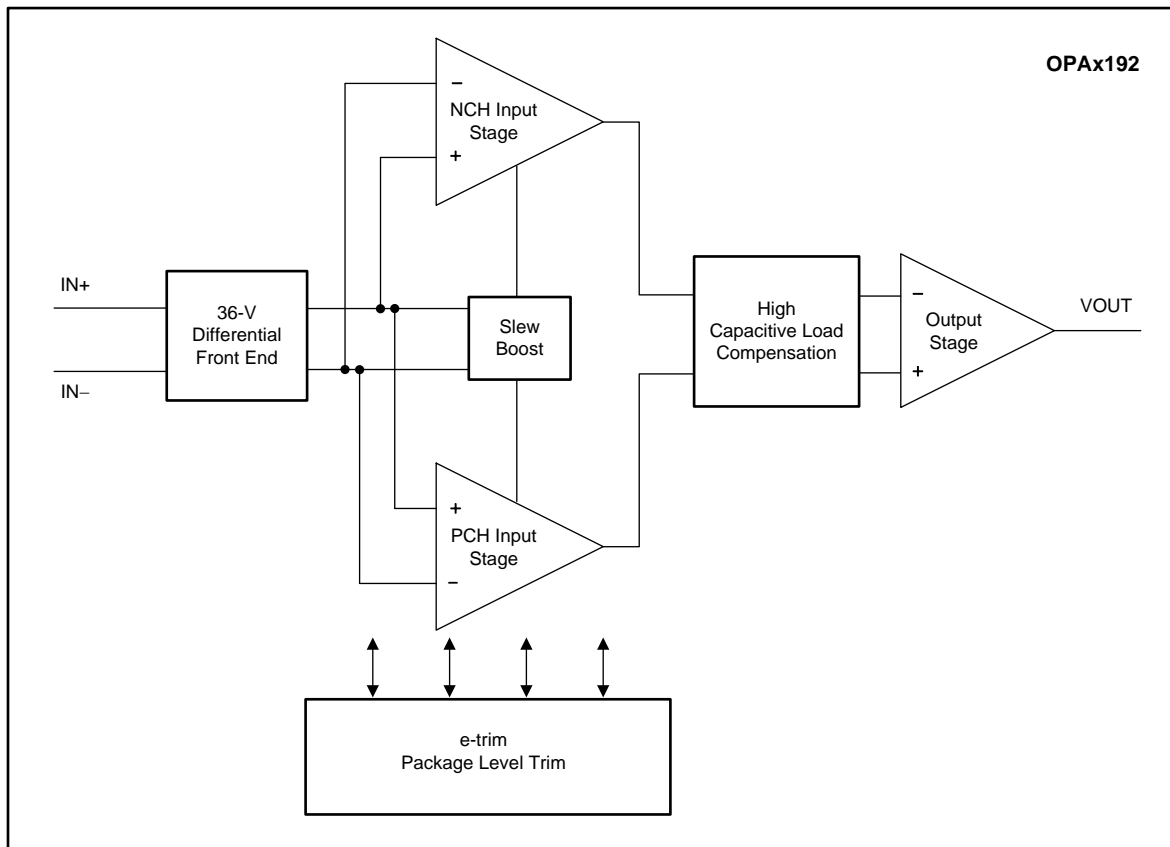 OPAx192
−
NCH Input
Stage
+
IN+
IN−
36-V
Differential
Front End
Slew
Boost
High
Capacitive Load
Compensation
−
Output
Stage
+
VOUT
+
PCH Input
Stage
−
e-trim
Package Level Trim